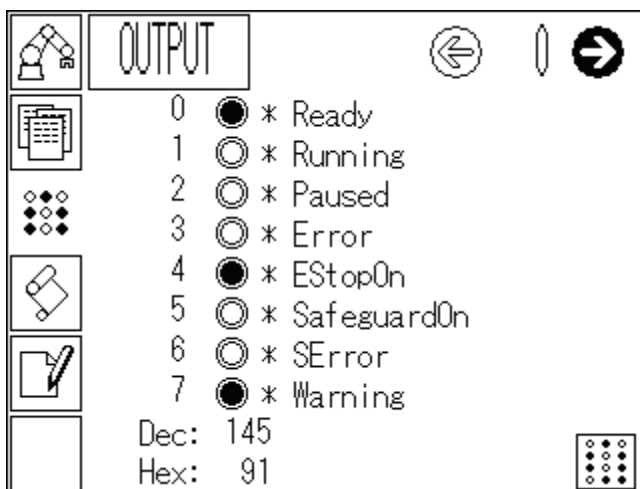 OUTPUT
0 * Ready
1 * Running
2 * Paused
3 * Error
4 * EStopOn
5 * SafeguardOn
6 * SError
7 * Warning
Dec: 145
Hex: 91